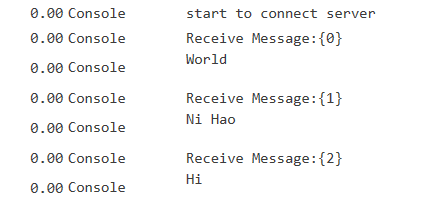 0.00 Console start to connect server
0.00 Console Receive Message:{0}
0.00 Console World
0.00 Console Receive Message:{1}
0.00 Console Ni Hao
0.00 Console Receive Message:{2}
0.00 Console Hi